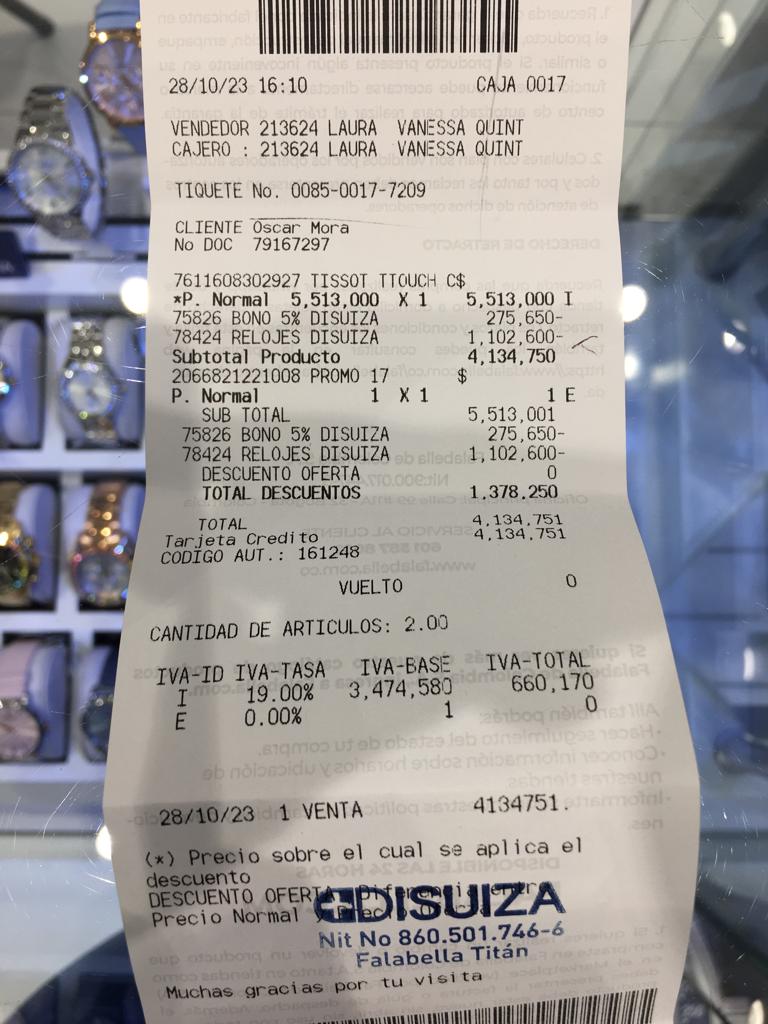 28/10/23 16:10 CAJA 0017
VENDEDOR 213624 LAURA VANESSA QUINT
CAJERO : 213624 LAURA VANESSA QUINT
TIQUETE No. 0085-0017-7209
CLIENTE Oscar Mora
No DOC 79167297
7611608302927 TISSOT TTOUCH C$
*P. Normal 5,513,000 X 1 5,513,000 I
75826 BONO 5% DISUIZA 275,650-
78424 RELOJES DISUIZA 1,102,600-
Subtotal Producto 4,134,750
2066821221008 PROMO 17 $
P. Normal 1 X 1 1 E
SUB TOTAL 5,513,001
75826 BONO 5% DISUIZA 275,650-
78424 RELOJES DISUIZA 1,102,600-
DESCUENTO OFERTA 0
TOTAL DESCUENTOS 1.378.250
TOTAL 4,134,751
Tarjeta Credito 4,134,751
CODIGO AUT.: 161248
VUELTO 0
CANTIDAD DE ARTICULOS: 2.00
IVA-ID IVA-TASA IVA-BASE IVA-TOTAL
I 19.00% 3,474,580 660,170
E 0.00% 1 0
28/10/23 1 VENTA 4134751.
(*) Precio sobre el cual se aplica el
descuento
DESCUENTO OFERTA Diferencia entre
Precio Normal y Precio
DISUIZA
Nit No 860.501.746-6
Falabella Titán
Muchas gracias por tu visita